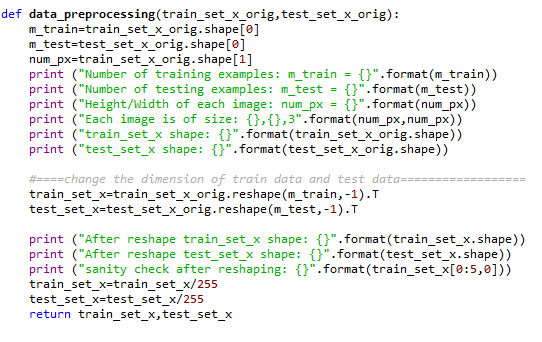 def data_preprocessing(train_set_x_orig,test_set_x_orig):
    m_train=train_set_x_orig.shape[0]
    m_test=test_set_x_orig.shape[0]
    num_px=train_set_x_orig.shape[1]
    print ("Number of training examples: m_train = {}".format(m_train))
    print ("Number of testing examples: m_test = {}".format(m_test))
    print ("Height/Width of each image: num_px = {}".format(num_px))
    print ("Each image is of size: {},{},3".format(num_px,num_px))
    print ("train_set_x shape: {}".format(train_set_x_orig.shape))
    print ("test_set_x shape: {}".format(test_set_x_orig.shape))
    #====change the dimension of train data and test data==================
    train_set_x=train_set_x_orig.reshape(m_train,-1).T
    test_set_x=test_set_x_orig.reshape(m_test,-1).T
    print ("After reshape train_set_x shape: {}".format(train_set_x.shape))
    print ("After reshape test_set_x shape: {}".format(test_set_x.shape))
    print ("sanity check after reshaping: {}".format(train_set_x[0:5,0]))
    train_set_x=train_set_x/255
    test_set_x=test_set_x/255
    return train_set_x,test_set_x